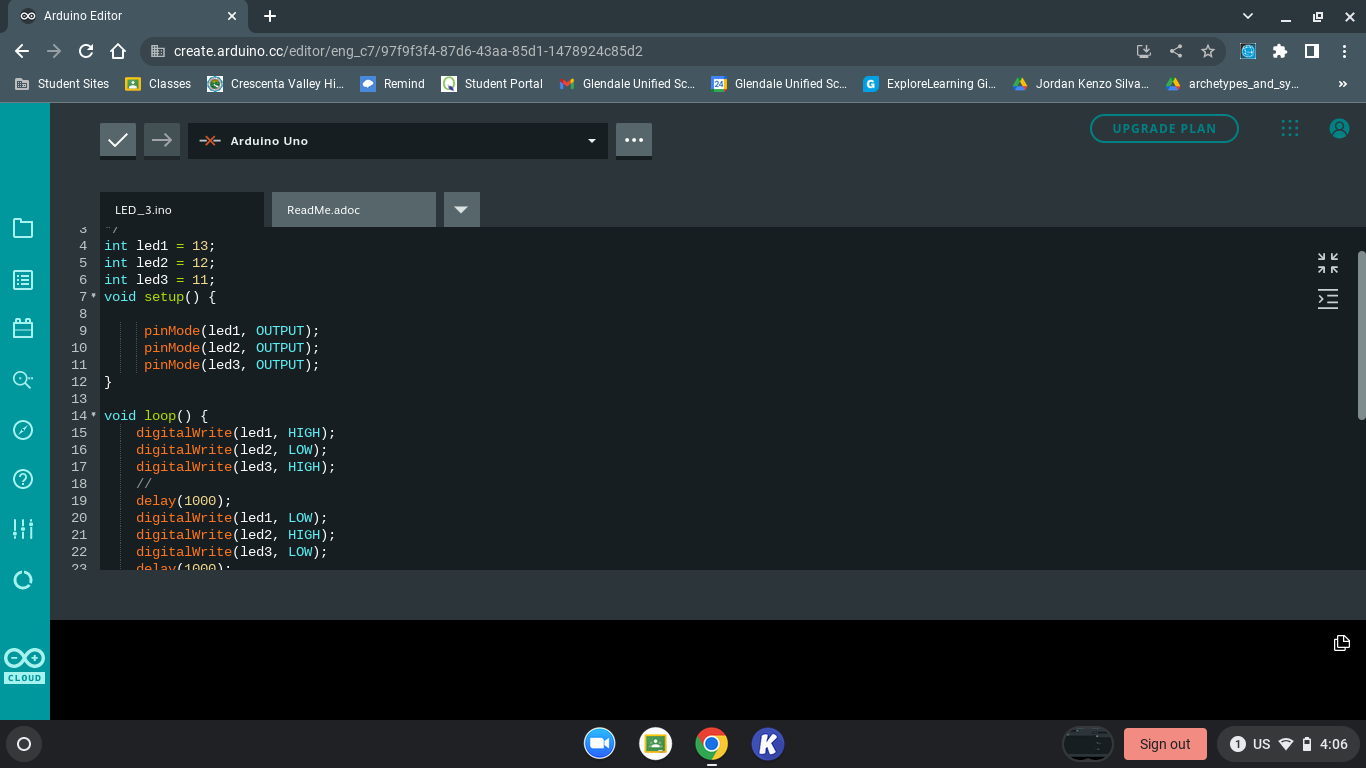 Arduino Editor
create.arduino.cc/editor/eng_c7/97f9f3f4-87d6-43aa-85d1-1478924c85d2
Student Sites
Classes
Crescenta Valley Hi...
Remind
Student Portal
Glendale Unified Sc...
24
Glendale Unified Sc...
G
ExploreLearning Gi...
Jordan Kenzo Silva...
archetypes_and_sy...
»
Arduino Uno
UPGRADE PLAN
LED_3.ino
ReadMe.adoc
3 */
4 int led1 = 13;
5 int led2 = 12;
6 int led3 = 11;
7 void setup() {
8
9 pinMode(led1, OUTPUT);
10 pinMode(led2, OUTPUT);
11 pinMode(led3, OUTPUT);
12 }
13
14 void loop() {
15 digitalWrite(led1, HIGH);
16 digitalWrite(led2, LOW);
17 digitalWrite(led3, HIGH);
18 //
19 delay(1000);
20 digitalWrite(led1, LOW);
21 digitalWrite(led2, HIGH);
22 digitalWrite(led3, LOW);
23 delay(1000);
CLOUD
K
Sign out
1 US 4:06